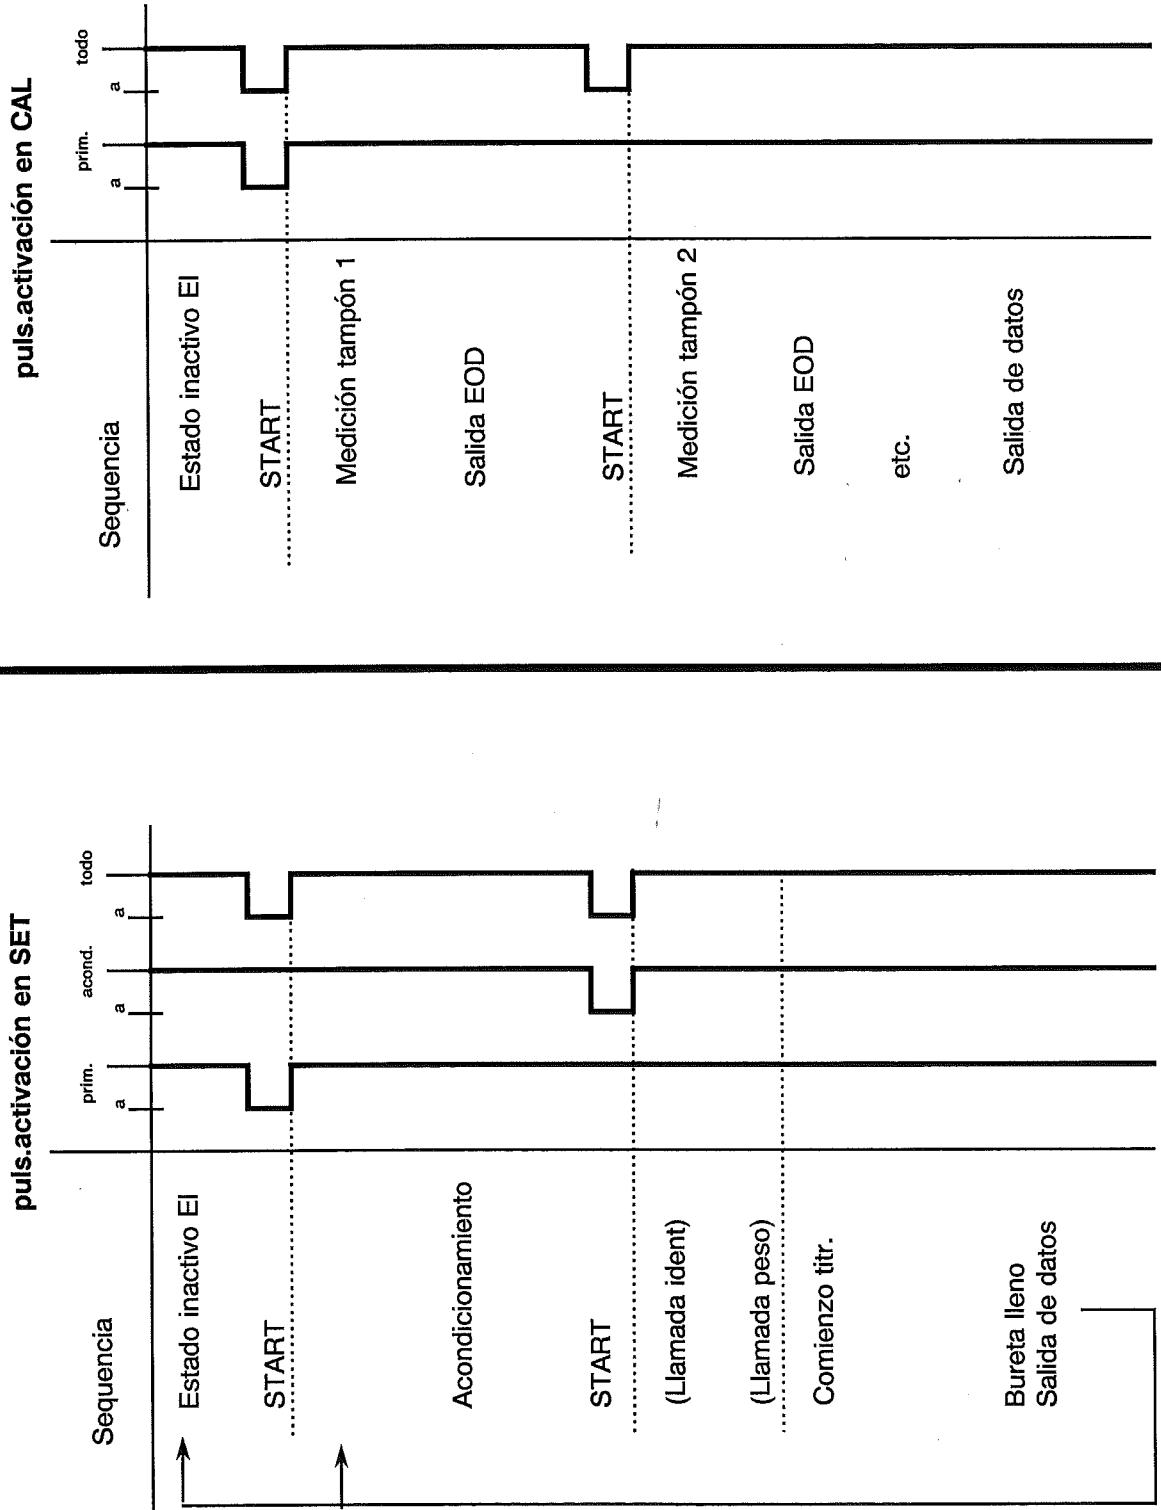 puls.activación en SET
Sequencia
prim.
acond.
todo
a
a
a
Estado inactivo EI
START
Acondicionamiento
START
(Llamada ident)
(Llamada peso)
Comienzo titr.
Bureta lleno
Salida de datos
puls.activación en CAL
Sequencia
prim.
todo
a
a
Estado inactivo EI
START
Medición tampón 1
Salida EOD
START
Medición tampón 2
Salida EOD
etc.
Salida de datos